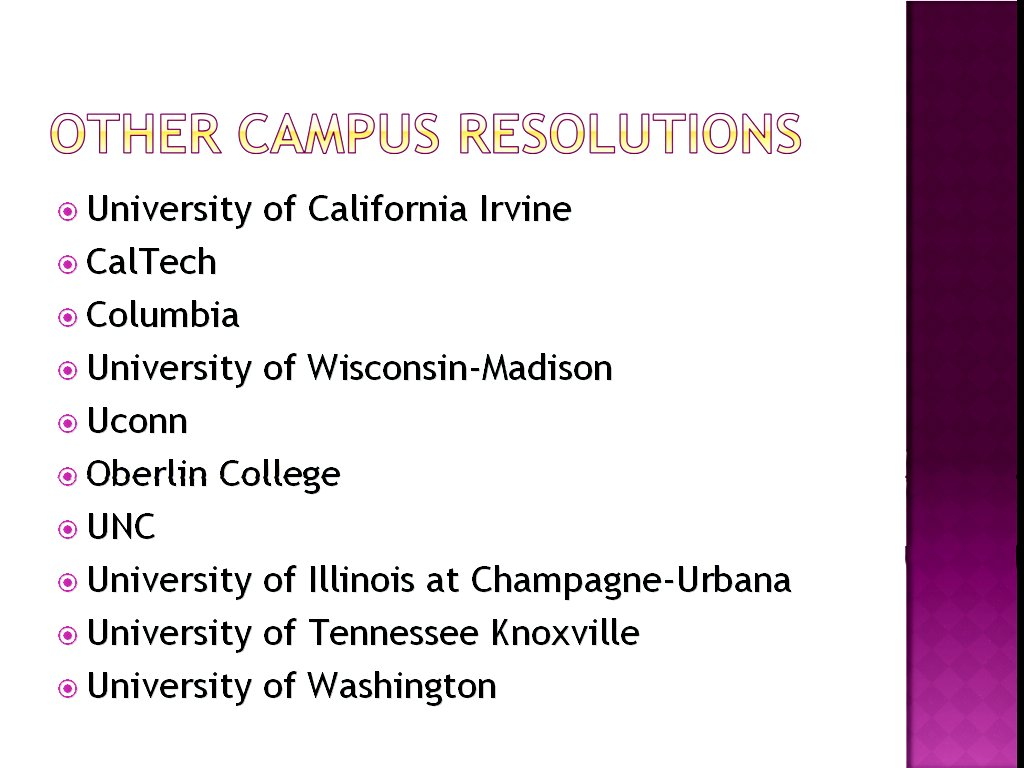 OTHER CAMPUS RESOLUTIONS
University of California Irvine
CalTech
Columbia
University of Wisconsin-Madison
Uconn
Oberlin College
UNC
University of Illinois at Champagne-Urbana
University of Tennessee Knoxville
University of Washington